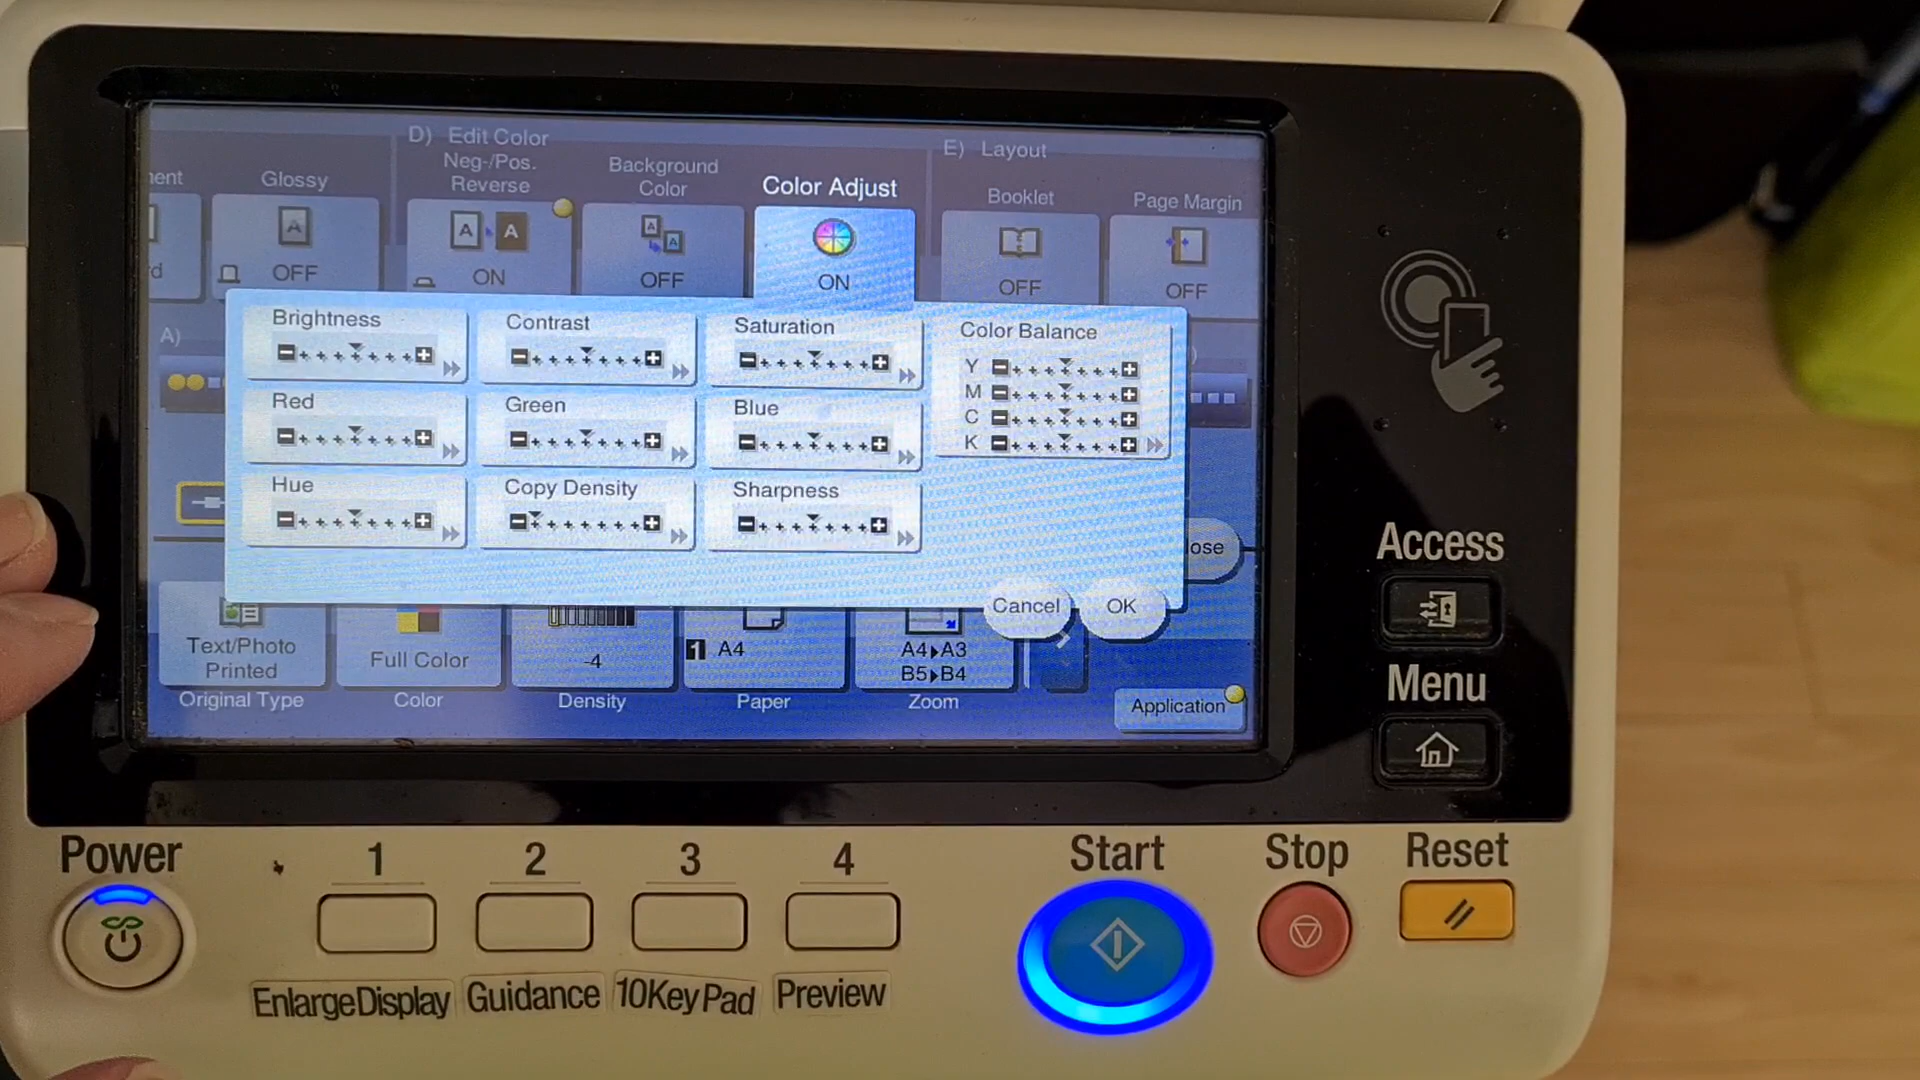 D) Edit Color
E) Layout
Glossy
Neg-/Pos.
Reverse
Background
Color
Color Adjust
Booklet
Page Margin
OFF
ON
OFF
ON
OFF
OFF
A)
Brightness
Contrast
Saturation
Color Balance
Y
M
C
K
Red
Green
Blue
Hue
Copy Density
Sharpness
Cancel
OK
Text/Photo
Printed
Full Color
-4
1 A4
A4▶A3
B5▶B4
Original Type
Color
Density
Paper
Zoom
Application
Access
Menu
Power
1
2
3
4
Start
Stop
Reset
EnlargeDisplay
Guidance
10KeyPad
Preview